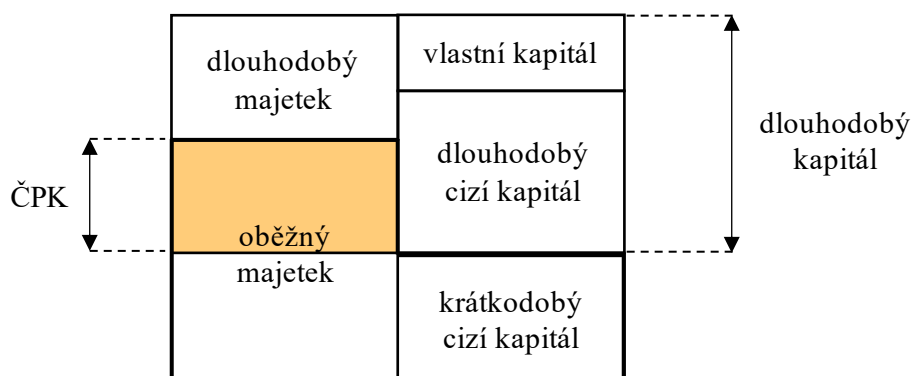 dlouhodobý
majetek
vlastní kapitál
dlouhodobý
cizí kapitál
dlouhodobý
kapitál
ČPK
oběžný
majetek
krátkodobý
cizí kapitál